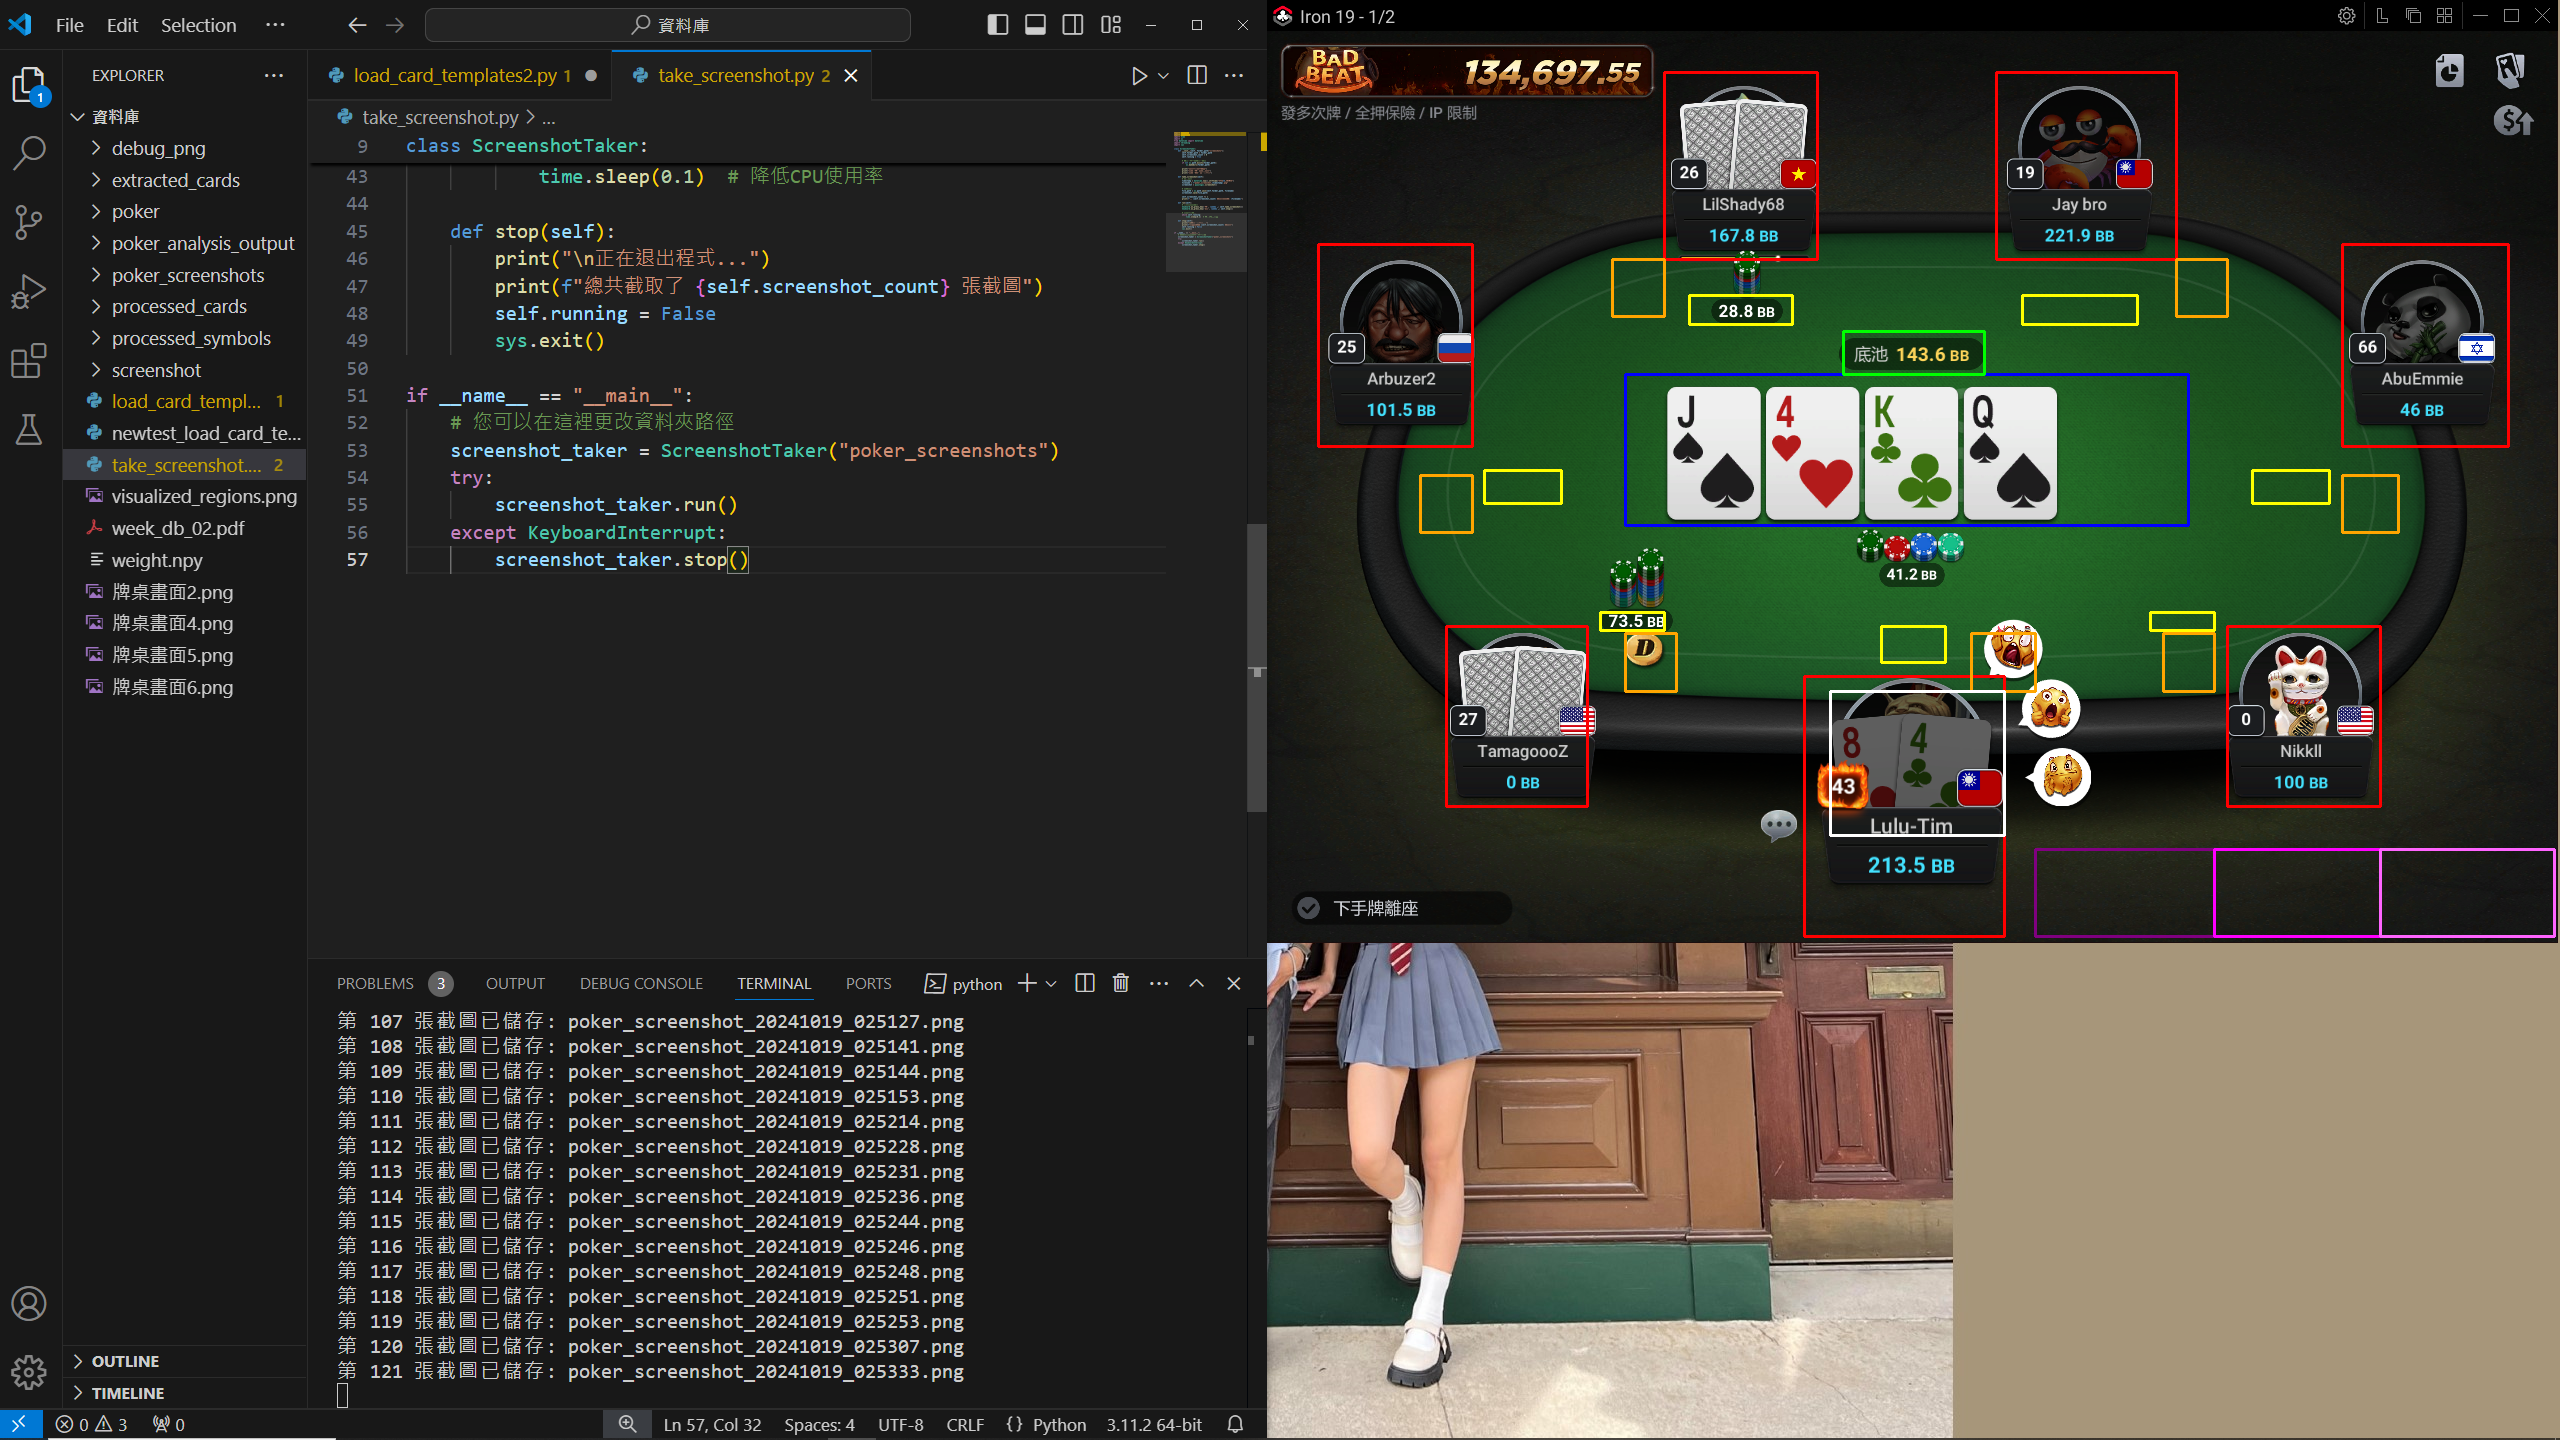 File Edit Selection ···
資料庫
EXPLORER ···
資料庫
debug_png
extracted_cards
poker
poker_analysis_output
poker_screenshots
processed_cards
processed_symbols
screenshot
load_card_templ... 1
newtest_load_card_te...
take_screenshot.... 2
visualized_regions.png
week_db_02.pdf
weight.npy
牌桌畫面2.png
牌桌畫面4.png
牌桌畫面5.png
牌桌畫面6.png
OUTLINE
TIMELINE
1
load_card_templates2.py 1
take_screenshot.py 2
take_screenshot.py > ...
9 class ScreenshotTaker:
43 time.sleep(0.1) # 降低CPU使用率
44
45 def stop(self):
46 print("\n正在退出程式...")
47 print(f"總共截取了 {self.screenshot_count} 張截圖")
48 self.running = False
49 sys.exit()
50
51 if __name__ == "__main__":
52 # 您可以在這裡更改資料夾路徑
53 screenshot_taker = ScreenshotTaker("poker_screenshots")
54 try:
55 screenshot_taker.run()
56 except KeyboardInterrupt:
57 screenshot_taker.stop()
PROBLEMS 3 OUTPUT DEBUG CONSOLE TERMINAL PORTS python
第 107 張截圖已儲存: poker_screenshot_20241019_025127.png
第 108 張截圖已儲存: poker_screenshot_20241019_025141.png
第 109 張截圖已儲存: poker_screenshot_20241019_025144.png
第 110 張截圖已儲存: poker_screenshot_20241019_025153.png
第 111 張截圖已儲存: poker_screenshot_20241019_025214.png
第 112 張截圖已儲存: poker_screenshot_20241019_025228.png
第 113 張截圖已儲存: poker_screenshot_20241019_025231.png
第 114 張截圖已儲存: poker_screenshot_20241019_025236.png
第 115 張截圖已儲存: poker_screenshot_20241019_025244.png
第 116 張截圖已儲存: poker_screenshot_20241019_025246.png
第 117 張截圖已儲存: poker_screenshot_20241019_025248.png
第 118 張截圖已儲存: poker_screenshot_20241019_025251.png
第 119 張截圖已儲存: poker_screenshot_20241019_025253.png
第 120 張截圖已儲存: poker_screenshot_20241019_025307.png
第 121 張截圖已儲存: poker_screenshot_20241019_025333.png
0 3 0
Ln 57, Col 32 Spaces: 4 UTF-8 CRLF {} Python 3.11.2 64-bit
Iron 19 - 1/2
BAD BEAT 134,697.55
發多次牌 / 全押保險 / IP 限制
26
LilShady68
167.8 BB
28.8 BB
19
Jay bro
221.9 BB
25
Arbuzer2
101.5 BB
66
AbuEmmie
46 BB
底池 143.6 BB
J 4 K Q
41.2 BB
73.5 BB
D
27
TamagoooZ
0 BB
8 4
43
Lulu-Tim
213.5 BB
0
Nikkll
100 BB
下手牌離座